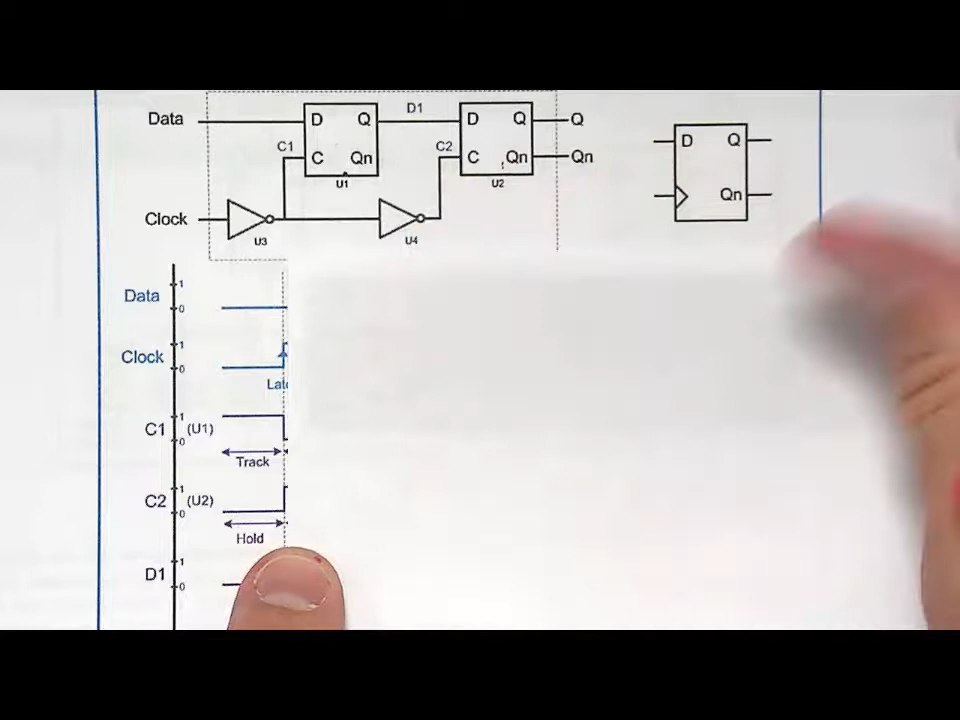 Data D Q D1 D Q Q D Q
C1 C Qn C2 C Qn Qn Qn
U1 U2
Clock
U3 U4
Data 1
0
Clock 1
0
C1 (U1) 1
0
Track
C2 (U2) 1
0
Hold
D1 1
0